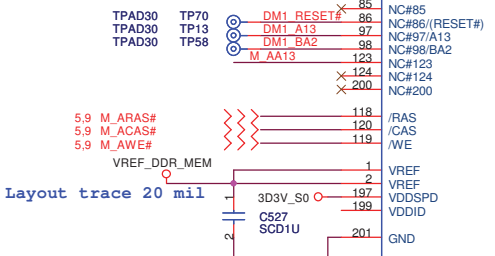 85 NC#85
TPAD30 TP70 DM1_RESET# 86 NC#86/(RESET#)
TPAD30 TP13 DM1_A13 97 NC#97/A13
TPAD30 TP58 DM1_BA2 98 NC#98/BA2
M_AA13 123 NC#123
124 NC#124
200 NC#200
5,9 M_ARAS# 118 /RAS
5,9 M_ACAS# 120 /CAS
5,9 M_AWE# 119 /WE
VREF_DDR_MEM 1 VREF
2 VREF
Layout trace 20 mil 3D3V_S0 197 VDDSPD
1 199 VDDID
C527
SCD1U
2 201 GND